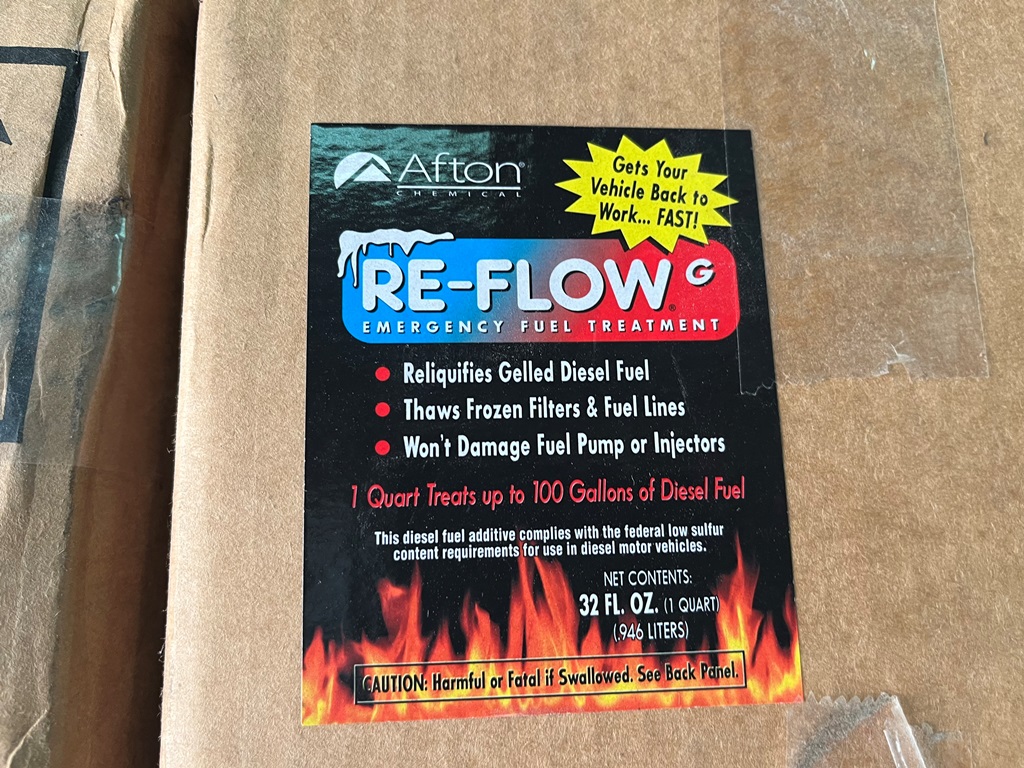 Afton®
CHEMICAL
Gets Your
Vehicle Back to
Work... FAST!
RE-FLOW® G
EMERGENCY FUEL TREATMENT
• Reliquifies Gelled Diesel Fuel
• Thaws Frozen Filters & Fuel Lines
• Won't Damage Fuel Pump or Injectors
1 Quart Treats up to 100 Gallons of Diesel Fuel
This diesel fuel additive complies with the federal low sulfur
content requirements for use in diesel motor vehicles.
NET CONTENTS:
32 FL. OZ. (1 QUART)
(.946 LITERS)
CAUTION: Harmful or Fatal if Swallowed. See Back Panel.